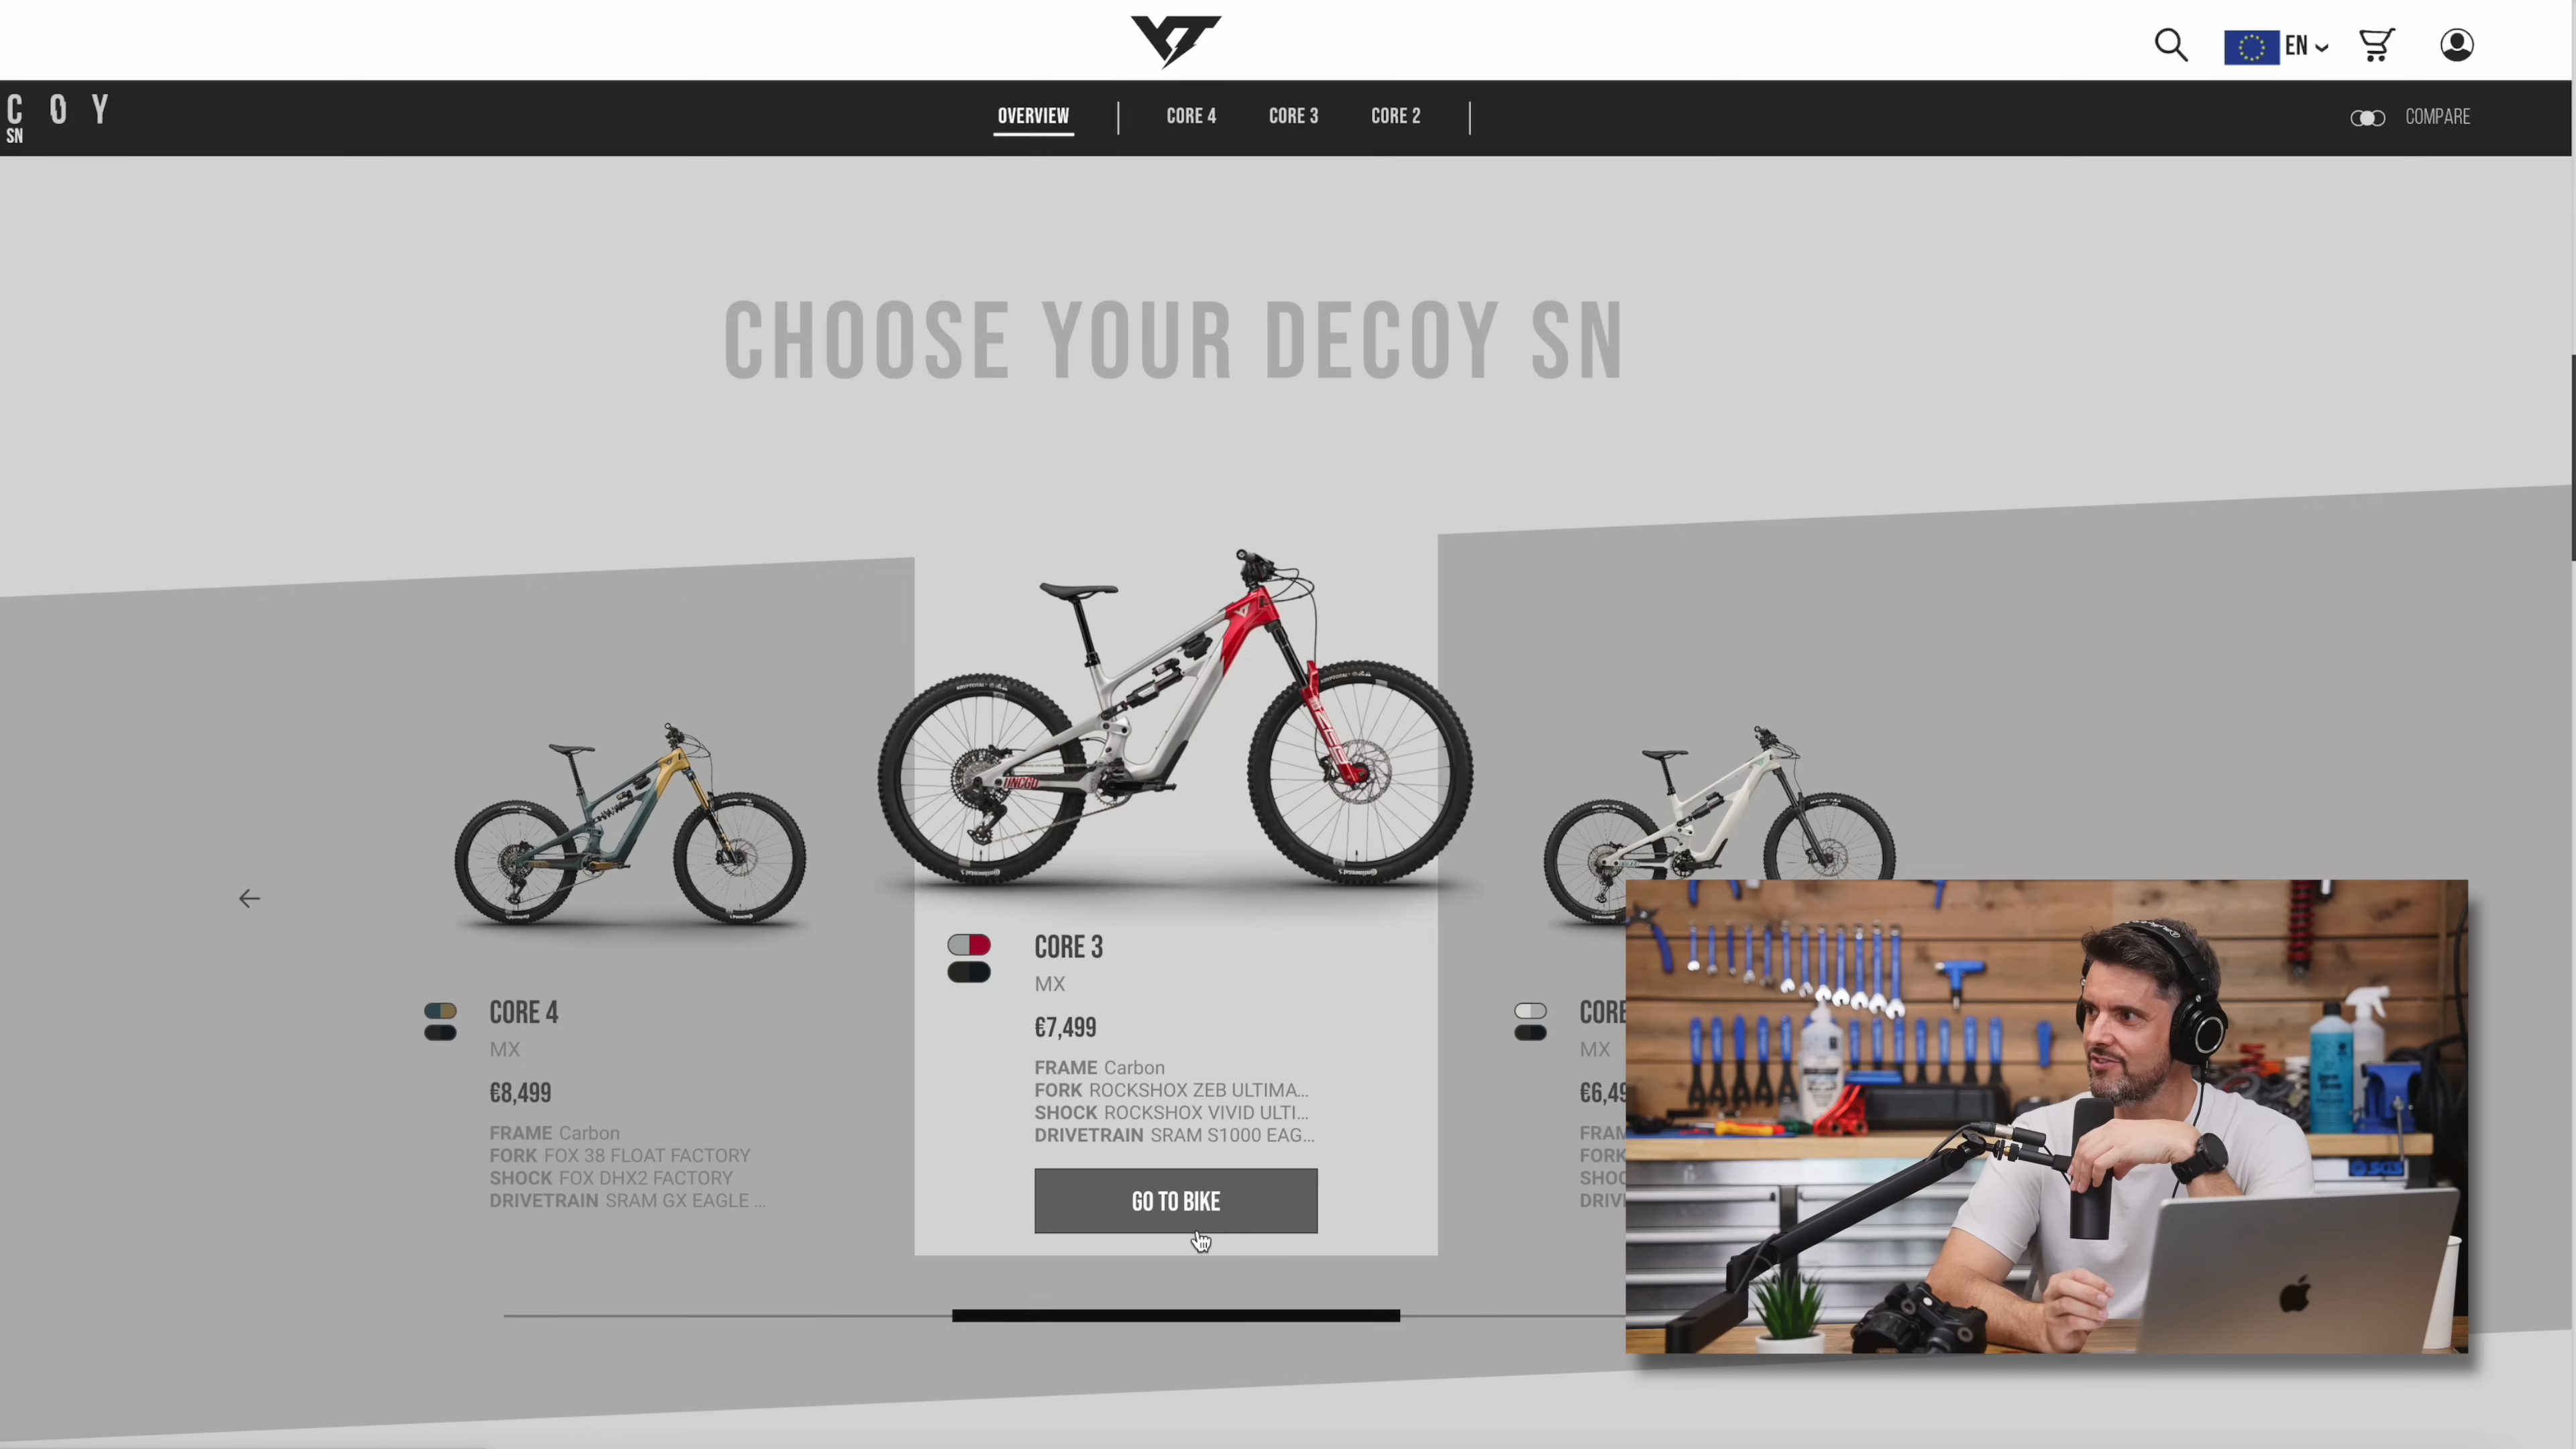 EN
C O Y
SN
OVERVIEW
CORE 4
CORE 3
CORE 2
COMPARE
CHOOSE YOUR DECOY SN
CORE 4
MX
€8,499
FRAME Carbon
FORK FOX 38 FLOAT FACTORY
SHOCK FOX DHX2 FACTORY
DRIVETRAIN SRAM GX EAGLE ...
UNCGD
CORE 3
MX
€7,499
FRAME Carbon
FORK ROCKSHOX ZEB ULTIMA...
SHOCK ROCKSHOX VIVID ULTI...
DRIVETRAIN SRAM S1000 EAG...
GO TO BIKE
CORE
MX
€6,49
FRAM
FORK
SHOC
DRIV